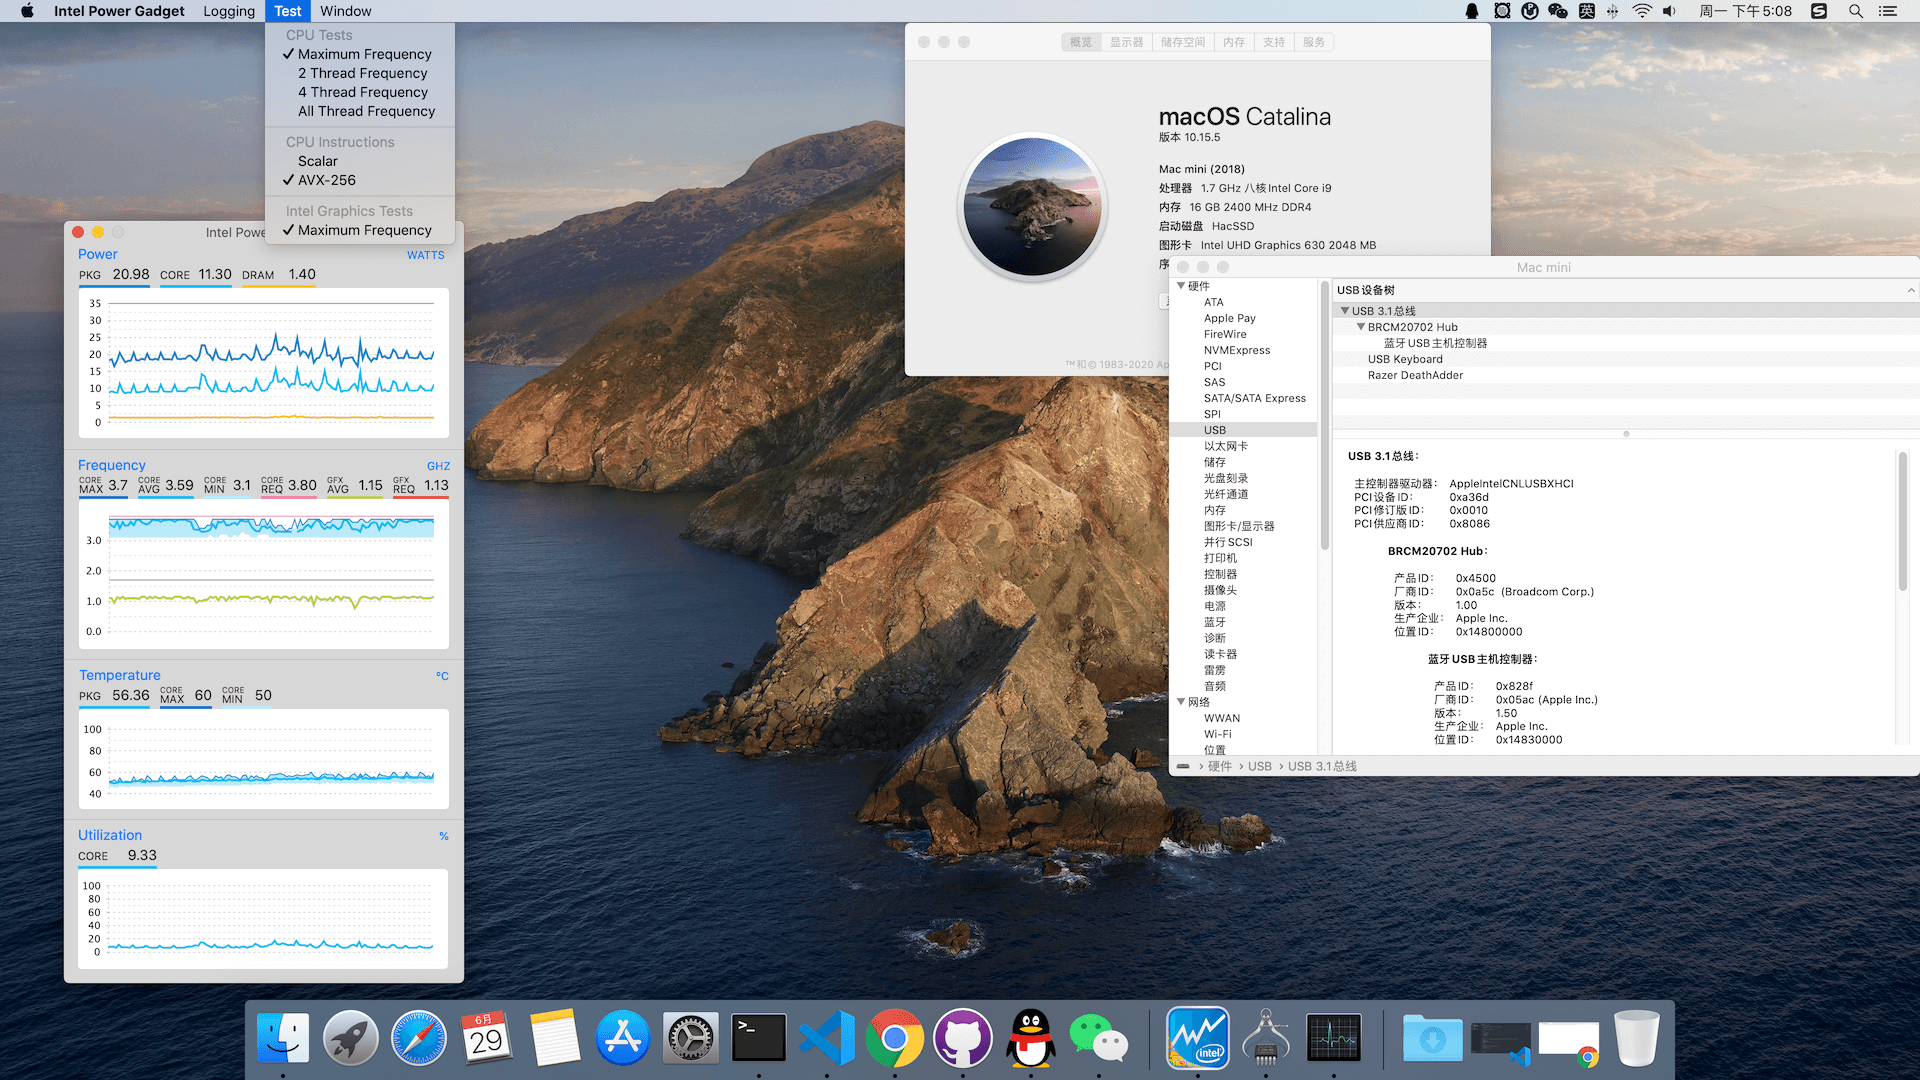 Intel Power Gadget Logging Test Window
英 周一 下午5:08
CPU Tests
✓ Maximum Frequency
2 Thread Frequency
4 Thread Frequency
All Thread Frequency
CPU Instructions
Scalar
✓ AVX-256
Intel Graphics Tests
✓ Maximum Frequency
Intel Powe
Power WATTS
PKG 20.98 CORE 11.30 DRAM 1.40
35
30
25
20
15
10
5
0
Frequency GHZ
CORE MAX 3.7 CORE AVG 3.59 CORE MIN 3.1 CORE REQ 3.80 GFX AVG 1.15 GFX REQ 1.13
3.0
2.0
1.0
0.0
Temperature °C
PKG 56.36 CORE MAX 60 CORE MIN 50
100
80
60
40
Utilization %
CORE 9.33
100
80
60
40
20
0
概览 显示器 储存空间 内存 支持 服务
macOS Catalina
版本 10.15.5
Mac mini (2018)
处理器 1.7 GHz 八核Intel Core i9
内存 16 GB 2400 MHz DDR4
启动磁盘 HacSSD
图形卡 Intel UHD Graphics 630 2048 MB
序
™和© 1983-2020 Ap
Mac mini
硬件
ATA
Apple Pay
FireWire
NVMExpress
PCI
SAS
SATA/SATA Express
SPI
USB
以太网卡
储存
光盘刻录
光纤通道
内存
图形卡/显示器
并行 SCSI
打印机
控制器
摄像头
电源
蓝牙
诊断
读卡器
雷雳
音频
网络
WWAN
Wi-Fi
位置
USB 设备树
USB 3.1 总线
BRCM20702 Hub
蓝牙 USB 主机控制器
USB Keyboard
Razer DeathAdder
USB 3.1 总线：
主控制器驱动器： AppleIntelCNLUSBXHCI
PCI 设备 ID： 0xa36d
PCI 修订版 ID： 0x0010
PCI 供应商 ID： 0x8086
BRCM20702 Hub：
产品 ID： 0x4500
厂商 ID： 0x0a5c (Broadcom Corp.)
版本： 1.00
生产企业： Apple Inc.
位置 ID： 0x14800000
蓝牙 USB 主机控制器：
产品 ID： 0x828f
厂商 ID： 0x05ac (Apple Inc.)
版本： 1.50
生产企业： Apple Inc.
位置 ID： 0x14830000
硬件 › USB › USB 3.1 总线
6月
29
>_
intel